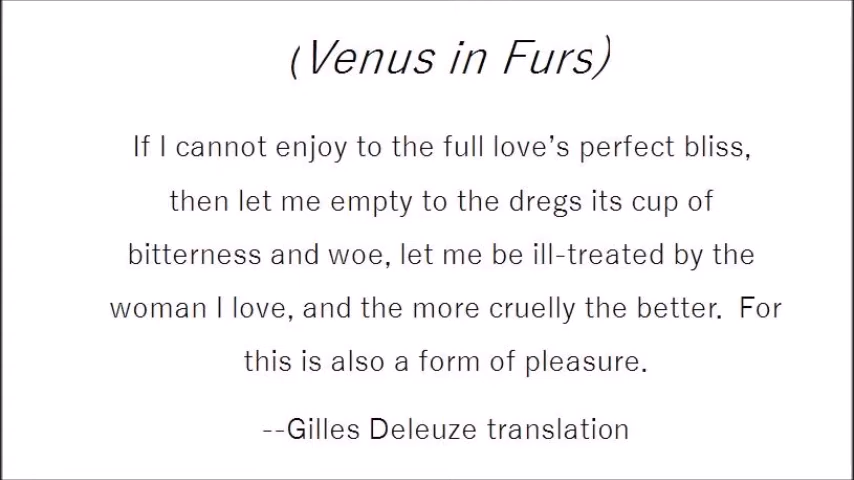 (Venus in Furs)
If I cannot enjoy to the full love’s perfect bliss,
then let me empty to the dregs its cup of
bitterness and woe, let me be ill-treated by the
woman I love, and the more cruelly the better.  For
this is also a form of pleasure.
--Gilles Deleuze translation